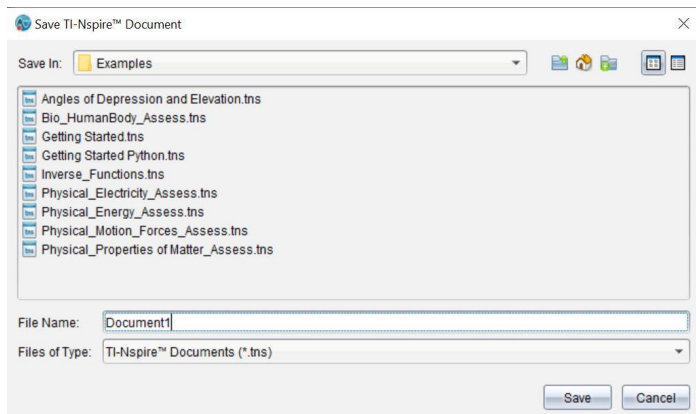 Save TI-Nspire™ Document
Save In: Examples
Angles of Depression and Elevation.tns
Bio_HumanBody_Assess.tns
Getting Started.tns
Getting Started Python.tns
Inverse_Functions.tns
Physical_Electricity_Assess.tns
Physical_Energy_Assess.tns
Physical_Motion_Forces_Assess.tns
Physical_Properties of Matter_Assess.tns
File Name: Document1
Files of Type: TI-Nspire™ Documents (*.tns)
Save Cancel